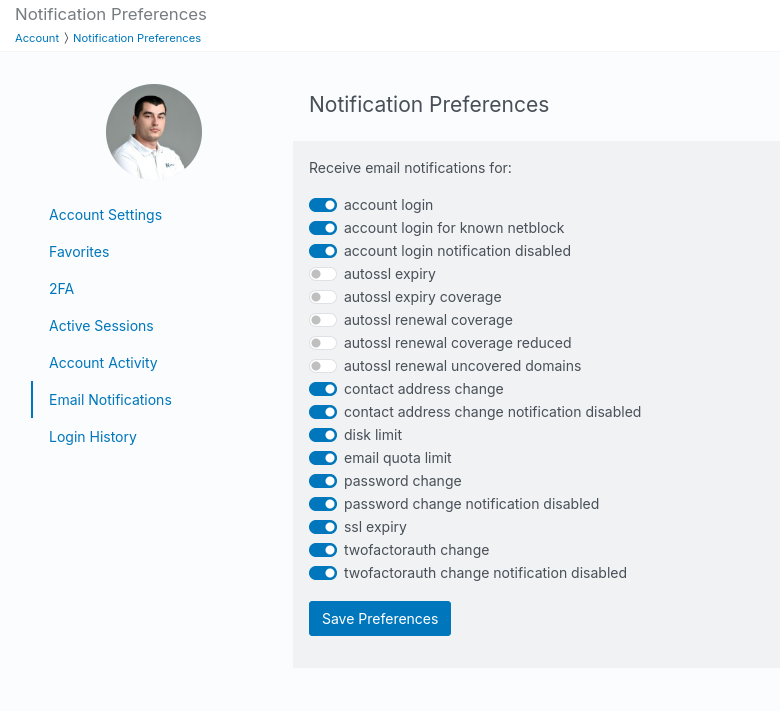 Notification Preferences
Account 〉 Notification Preferences
Account Settings
Favorites
2FA
Active Sessions
Account Activity
Email Notifications
Login History
Notification Preferences
Receive email notifications for:
account login
account login for known netblock
account login notification disabled
autossl expiry
autossl expiry coverage
autossl renewal coverage
autossl renewal coverage reduced
autossl renewal uncovered domains
contact address change
contact address change notification disabled
disk limit
email quota limit
password change
password change notification disabled
ssl expiry
twofactorauth change
twofactorauth change notification disabled
Save Preferences